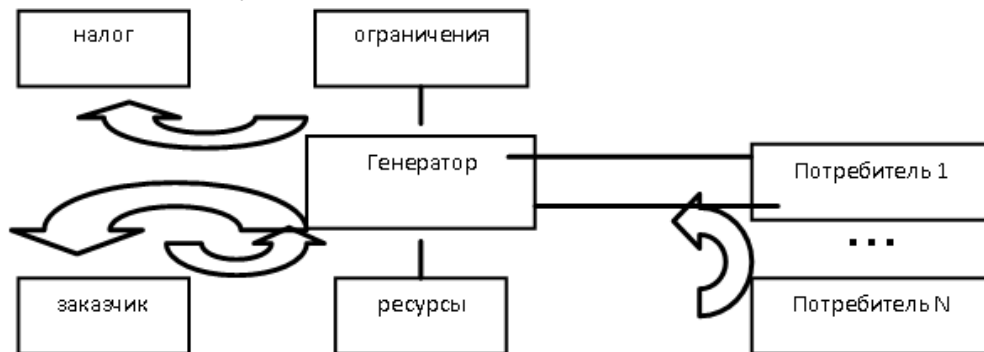 налог
ограничения
Генератор
Потребитель 1
...
заказчик
ресурсы
Потребитель N